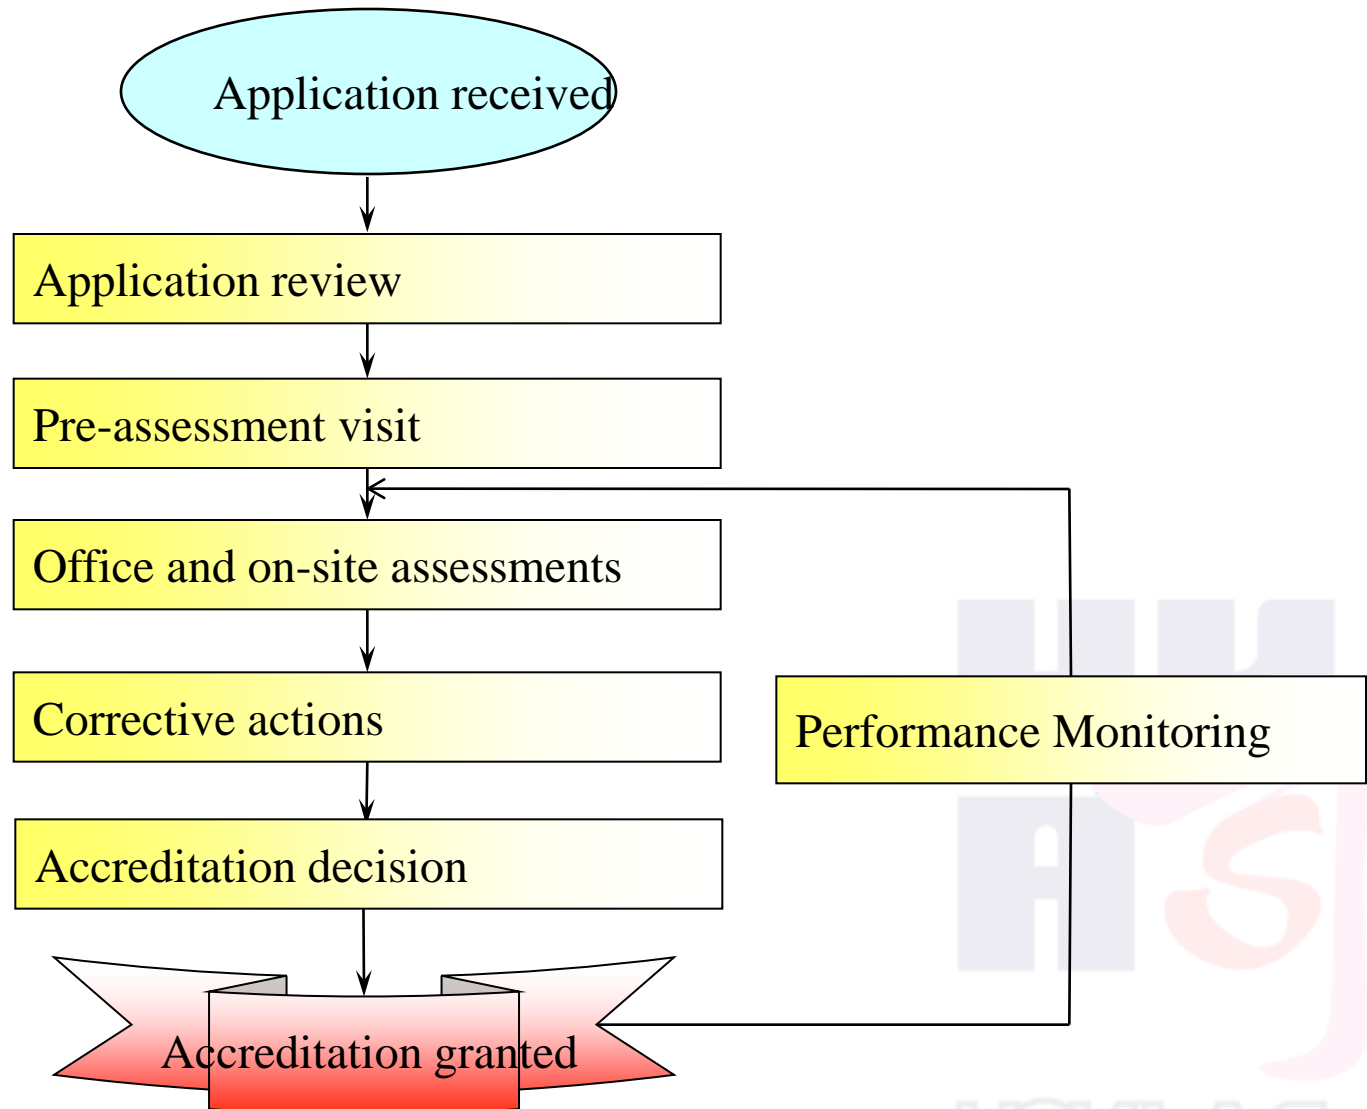 Application received
Application review
Pre-assessment visit
Office and on-site assessments
Corrective actions
Performance Monitoring
Accreditation decision
Accreditation granted